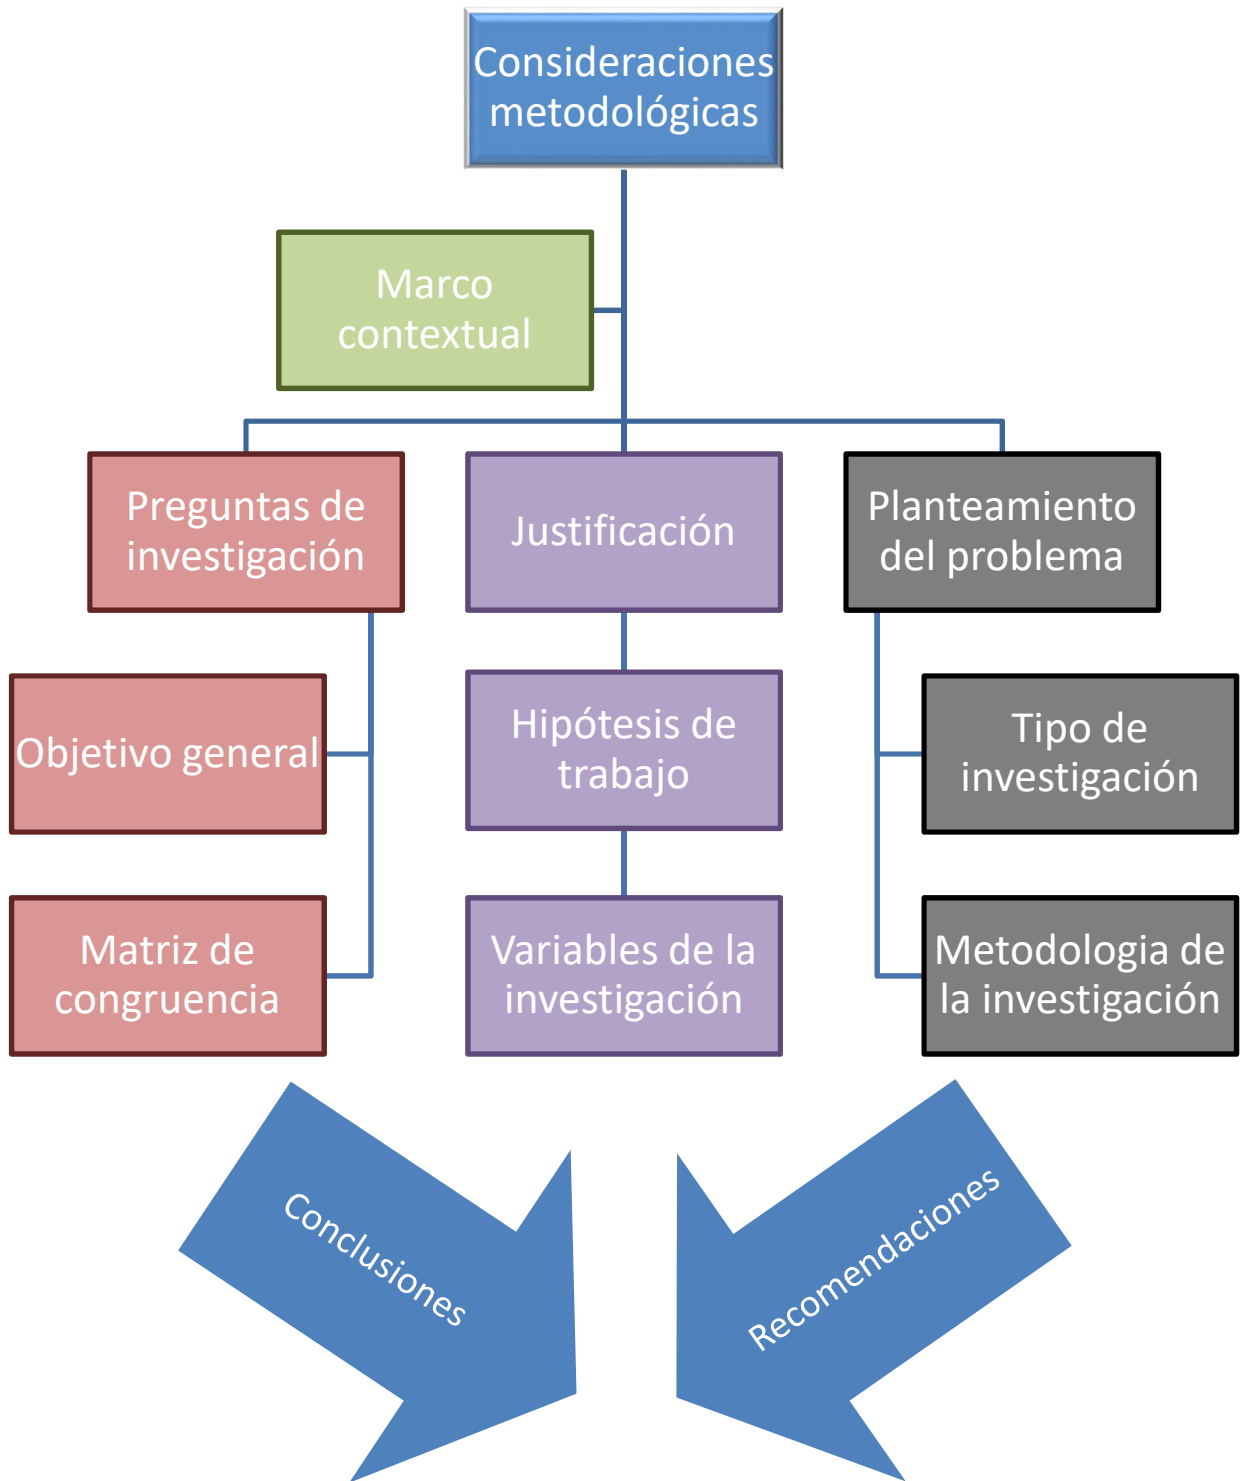 Consideraciones
metodológicas
Marco
contextual
Preguntas de
investigación
Justificación
Planteamiento
del problema
Objetivo general
Hipótesis de
trabajo
Tipo de
investigación
Matriz de
congruencia
Variables de la
investigación
Metodologia de
la investigación
Conclusiones
Recomendaciones